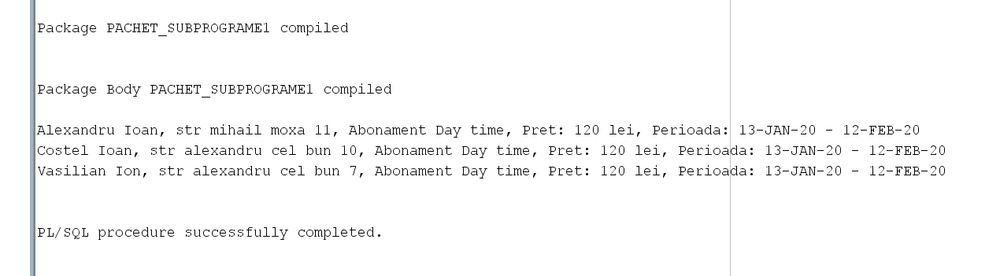 Package PACHET_SUBPROGRAME1 compiled
Package Body PACHET_SUBPROGRAME1 compiled
Alexandru Ioan, str mihail moxa 11, Abonament Day time, Pret: 120 lei, Perioada: 13-JAN-20 - 12-FEB-20
Costel Ioan, str alexandru cel bun 10, Abonament Day time, Pret: 120 lei, Perioada: 13-JAN-20 - 12-FEB-20
Vasilian Ion, str alexandru cel bun 7, Abonament Day time, Pret: 120 lei, Perioada: 13-JAN-20 - 12-FEB-20
PL/SQL procedure successfully completed.